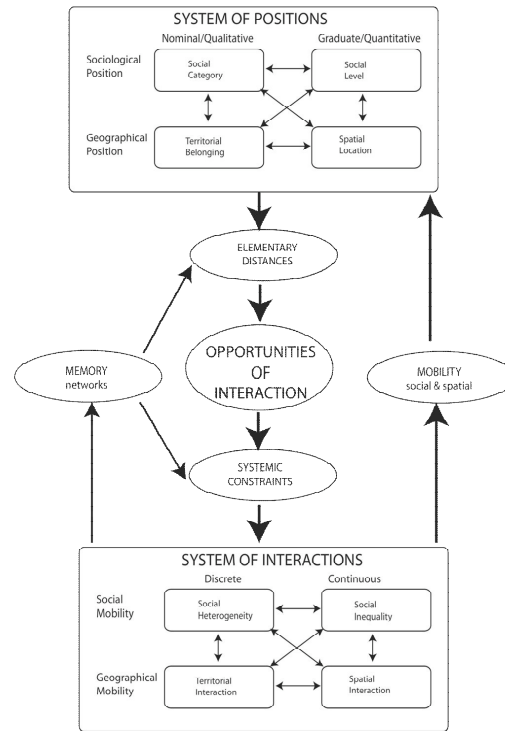 SYSTEM OF POSITIONS
Nominal/Qualitative Graduate/Quantitative
Sociological
Position
Social
Category
Social
Level
Geographical
Position
Territorial
Belonging
Spatial
Location
ELEMENTARY
DISTANCES
OPPORTUNITIES
OF
INTERACTION
MEMORY
networks
MOBILITY
social & spatial
SYSTEMIC
CONSTRAINTS
SYSTEM OF INTERACTIONS
Discrete Continuous
Social
Mobility
Social
Heterogeneity
Social
Inequality
Geographical
Mobility
Territorial
Interaction
Spatial
Interaction